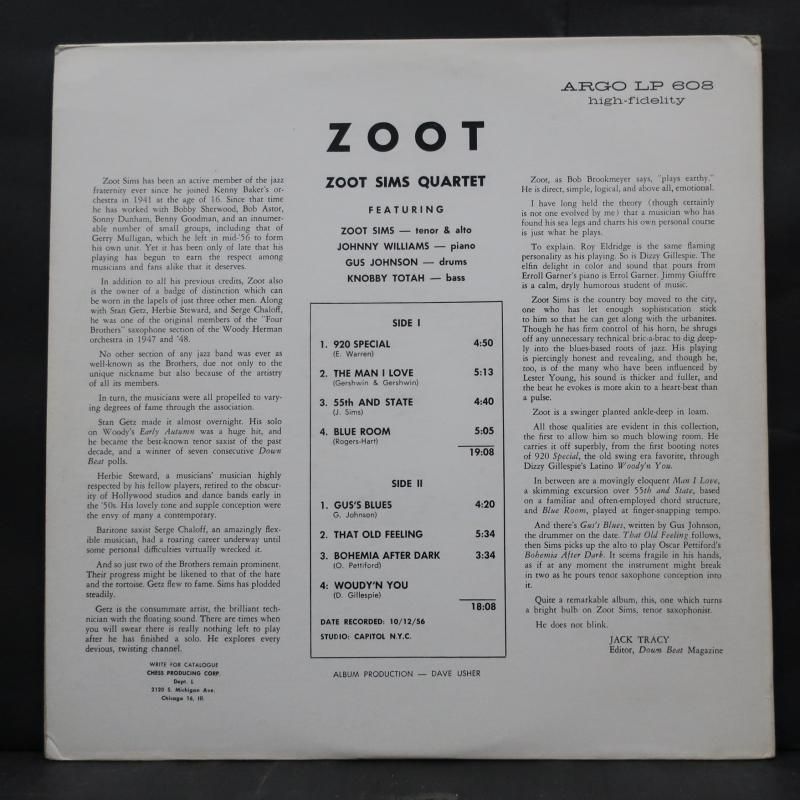 ARGO LP 608
high-fidelity
ZOOT
ZOOT SIMS QUARTET
FEATURING
ZOOT SIMS — tenor & alto
JOHNNY WILLIAMS — piano
GUS JOHNSON — drums
KNOBBY TOTAH — bass
Zoot Sims has been an active member of the jazz
fraternity ever since he joined Kenny Baker's or-
chestra in 1941 at the age of 16. Since that time
he has worked with Bobby Sherwood, Bob Astor,
Sonny Dunham, Benny Goodman, and an innumer-
able number of small groups, including that of
Gerry Mulligan, which he left in mid-'56 to form
his own unit. Yet it has been only of late that his
playing has begun to earn the respect among
musicians and fans alike that it deserves.
In addition to all his previous credits, Zoot also
is the owner of a badge of distinction which can
be worn in the lapels of just three other men. Along
with Stan Getz, Herbie Steward, and Serge Chaloff,
he was one of the original members of the "Four
Brothers" saxophone section of the Woody Herman
orchestra in 1947 and '48.
No other section of any jazz band was ever as
well-known as the Brothers, due not only to the
unique nickname but also because of the artistry
of all its members.
In turn, the musicians were all propelled to vary-
ing degrees of fame through the association.
Stan Getz made it almost overnight. His solo
on Woody's Early Autumn was a huge hit, and
he became the best-known tenor saxist of the past
decade, and a winner of seven consecutive Down
Beat polls.
Herbie Steward, a musicians' musician highly
respected by his fellow players, retired to the obscur-
ity of Hollywood studios and dance bands early in
the '50s. His lovely tone and supple conception were
the envy of many a contemporary.
Baritone saxist Serge Chaloff, an amazingly flex-
ible musician, had a roaring career underway until
some personal difficulties virtually wrecked it.
And so just two of the Brothers remain prominent.
Their progress might be likened to that of the hare
and the tortoise. Getz flew to fame. Sims has plodded
steadily.
Getz is the consummate artist, the brilliant tech-
nician with the floating sound. There are times when
you will swear there is really nothing left to play
after he has finished a solo. He explores every
devious, twisting channel.
WRITE FOR CATALOGUE
CHESS PRODUCING CORP.
Dept. L
2120 S. Michigan Ave.
Chicago 16, Ill.
SIDE I
1. 920 SPECIAL 4:50
(E. Warren)
2. THE MAN I LOVE 5:13
(Gershwin & Gershwin)
3. 55th AND STATE 4:40
(J. Sims)
4. BLUE ROOM 5:05
(Rogers-Hart)
19:08
SIDE II
1. GUS'S BLUES 4:20
(G. Johnson)
2. THAT OLD FEELING 5:34
3. BOHEMIA AFTER DARK 3:34
(O. Pettiford)
4: WOUDY'N YOU
(D. Gillespie)
18:08
DATE RECORDED: 10/12/56
STUDIO: CAPITOL N.Y.C.
ALBUM PRODUCTION — DAVE USHER
Zoot, as Bob Brookmeyer says, "plays earthy."
He is direct, simple, logical, and above all, emotional.
I have long held the theory (though certainly
is not one evolved by me) that a musician who has
found his sea legs and charts his own personal course
is just what he plays.
To explain. Roy Eldridge is the same flaming
personality as his playing. So is Dizzy Gillespie. The
elfin delight in color and sound that pours from
Erroll Garner's piano is Errol Garner. Jimmy Giuffre
is a calm, dryly humorous student of music.
Zoot Sims is the country boy moved to the city,
one who has let enough sophistication stick
to him so that he can get along with the urbanites.
Though he has firm control of his horn, he shrugs
off any unnecessary technical bric-a-brac to dig deep-
ly into the blues-based roots of jazz. His playing
is piercingly honest and revealing, and though he,
too, is of the many who have been influenced by
Lester Young, his sound is thicker and fuller, and
the beat he evokes is more akin to a heart-beat than
a pulse.
Zoot is a swinger planted ankle-deep in loam.
All those qualities are evident in this collection,
the first to allow him so much blowing room. He
carries it off superbly, from the first booting notes
of 920 Special, the old swing era favorite, through
Dizzy Gillespie's Latino Woody'n You.
In between are a movingly eloquent Man I Love,
a skimming excursion over 55th and State, based
on a familiar and often-employed chord structure,
and Blue Room, played at finger-snapping tempo.
And there's Gus's Blues, written by Gus Johnson,
the drummer on the date. That Old Feeling follows,
then Sims picks up the alto to play Oscar Pettiford's
Bohemia After Dark. It seems fragile in his hands,
as if at any moment the instrument might break
in two as he pours tenor saxophone conception into
it.
Quite a remarkable album, this, one which turns
a bright bulb on Zoot Sims, tenor saxophonist.
He does not blink.
JACK TRACY
Editor, Down Beat Magazine